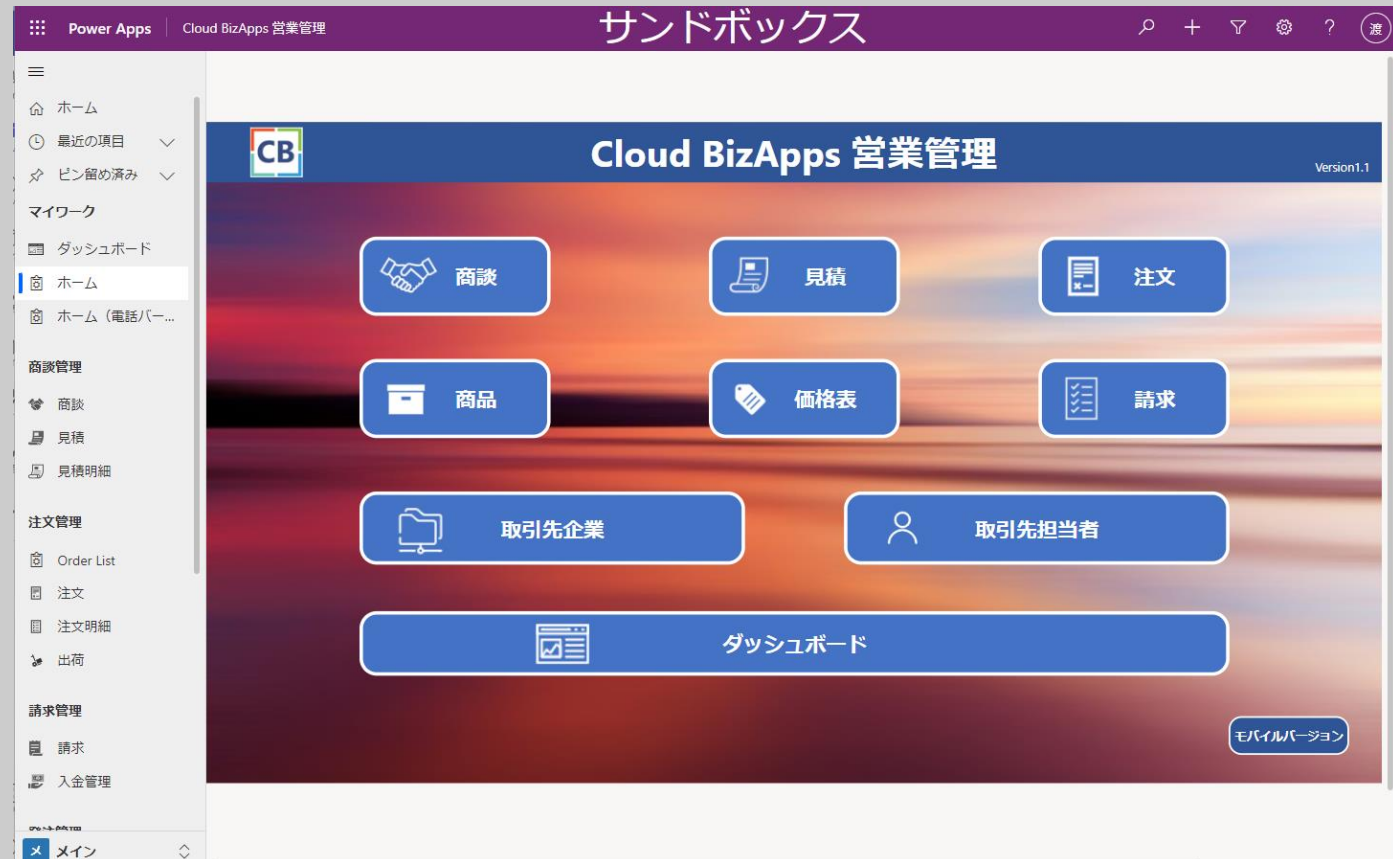 Power Apps Cloud BizApps 営業管理 サンドボックス ? 渡
ホーム
最近の項目
ピン留め済み
マイワーク
ダッシュボード
ホーム
ホーム（電話バー...
商談管理
商談
見積
見積明細
注文管理
Order List
注文
注文明細
出荷
請求管理
請求
入金管理
メ メイン
CB Cloud BizApps 営業管理 Version1.1
商談 見積 注文
商品 価格表 請求
取引先企業 取引先担当者
ダッシュボード
モバイルバージョン